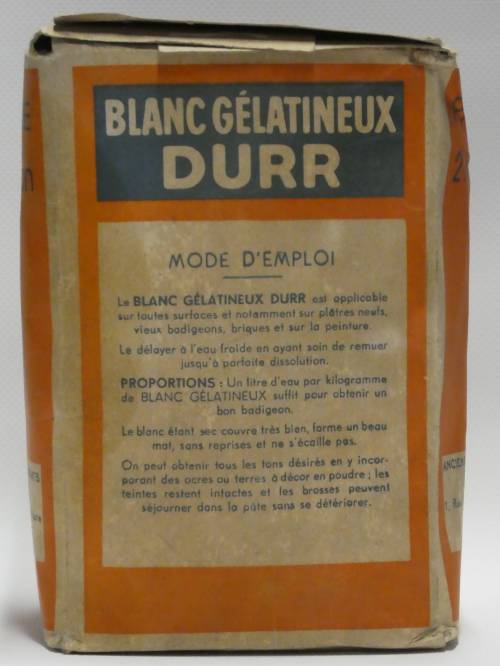 BLANC GÉLATINEUX
DURR
MODE D'EMPLOI
Le BLANC GÉLATINEUX DURR est applicable
sur toutes surfaces et notamment sur plâtres neufs,
vieux badigeons, briques et sur la peinture.
Le délayer à l'eau froide en ayant soin de remuer
jusqu'à parfaite dissolution.
PROPORTIONS : Un litre d'eau par kilogramme
de BLANC GÉLATINEUX suffit pour obtenir un
bon badigeon.
Le blanc étant sec couvre très bien, forme un beau
mat, sans reprises et ne s'écaille pas.
On peut obtenir tous les tons désirés en y incor-
porant des ocres ou terres à décor en poudre ; les
teintes restent intactes et les brosses peuvent
séjourner dans la pâte sans se détériorer.
ANCIEN